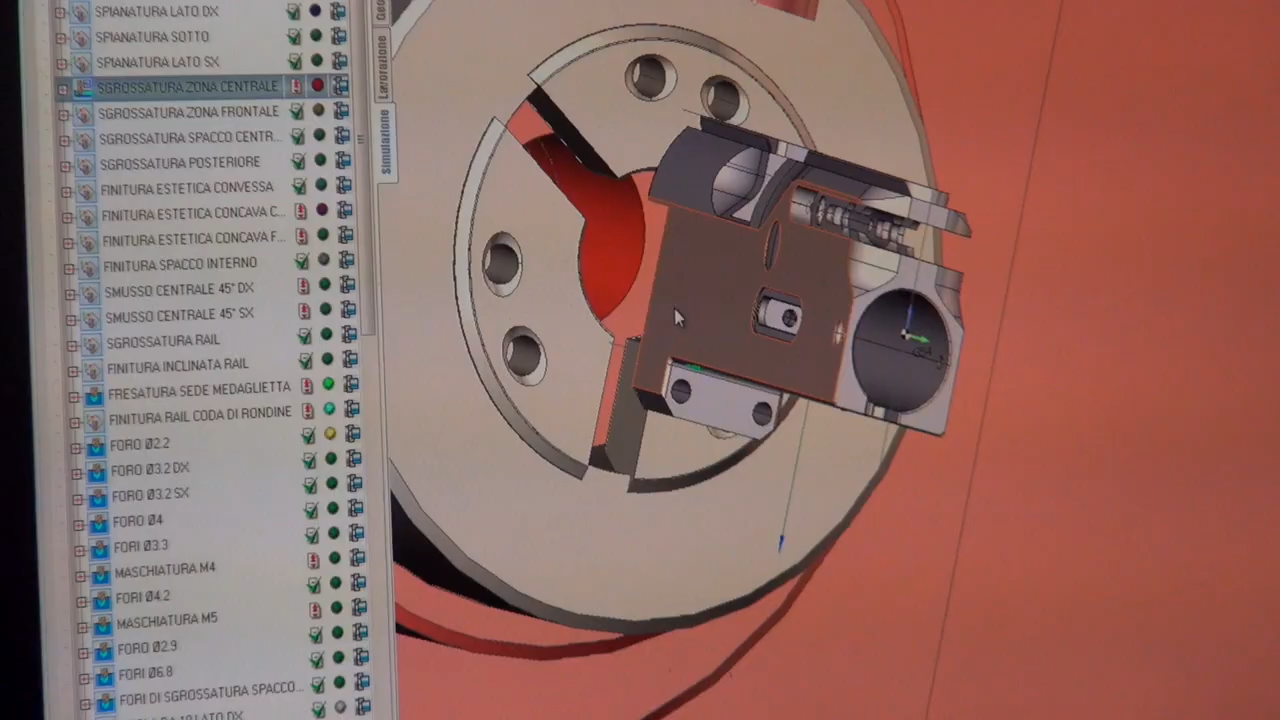 SPIANATURA LATO DX
SPIANATURA SOTTO
SPIANATURA LATO SX
SGROSSATURA ZONA CENTRALE
SGROSSATURA ZONA FRONTALE
SGROSSATURA SPACCO CENTR...
SGROSSATURA POSTERIORE
FINITURA ESTETICA CONVESSA
FINITURA ESTETICA CONCAVA C...
FINITURA ESTETICA CONCAVA F...
FINITURA SPACCO INTERNO
SMUSSO CENTRALE 45° DX
SMUSSO CENTRALE 45° SX
SGROSSATURA RAIL
FINITURA INCLINATA RAIL
FRESATURA SEDE MEDAGLIETTA
FINITURA RAIL CODA DI RONDINE
FORO Ø2.2
FORO Ø3.2 DX
FORO Ø3.2 SX
FORO Ø4
FORI Ø3.3
MASCHIATURA M4
FORI Ø4.2
MASCHIATURA M5
FORO Ø2.9
FORI Ø6.8
FORI DI SGROSSATURA SPACCO...
LATO DX
Geo
Lavorazione
Simulazione